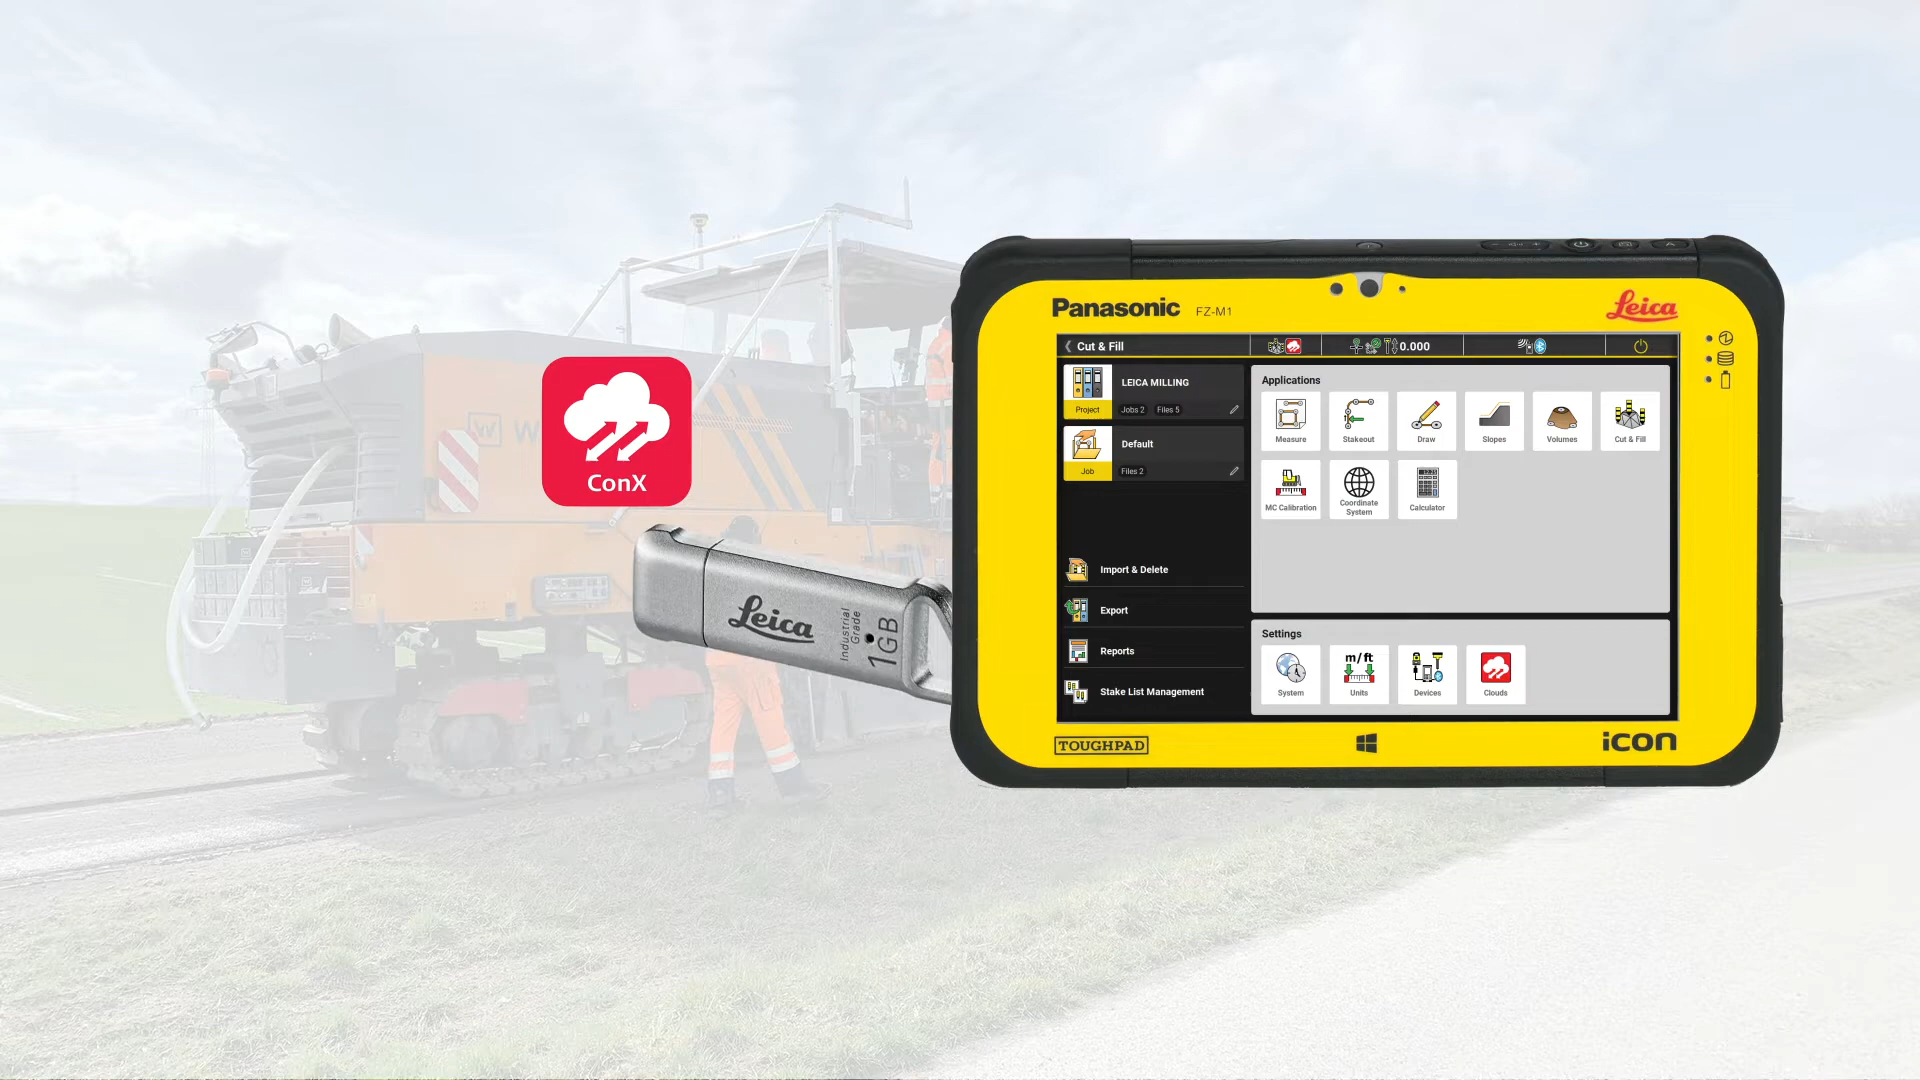 Panasonic
FZ-M1
Leica
Cut & Fill
0.000
LEICA MILLING
Project
Jobs 2
Files 5
Default
Job
Files 2
Import & Delete
Export
Reports
Stake List Management
Applications
Measure
Stakeout
Draw
Slopes
Volumes
Cut & Fill
MC Calibration
Coordinate
System
Calculator
Settings
System
m/ft
Units
Devices
Clouds
TOUGHPAD
iCON
ConX
Leica
Industrial
Grade
1GB
W